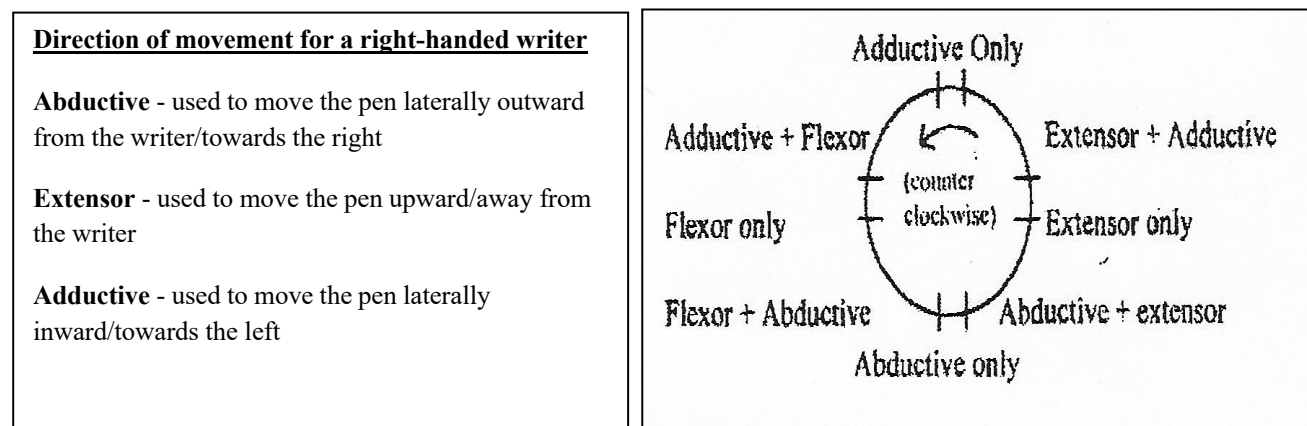 Direction of movement for a right-handed writer
Abductive - used to move the pen laterally outward
from the writer/towards the right
Extensor - used to move the pen upward/away from
the writer
Adductive - used to move the pen laterally
inward/towards the left
Adductive Only
Adductive + Flexor
Extensor + Adductive
(counter
clockwise)
Flexor only
Extensor only
Flexor + Abductive
Abductive + extensor
Abductive only